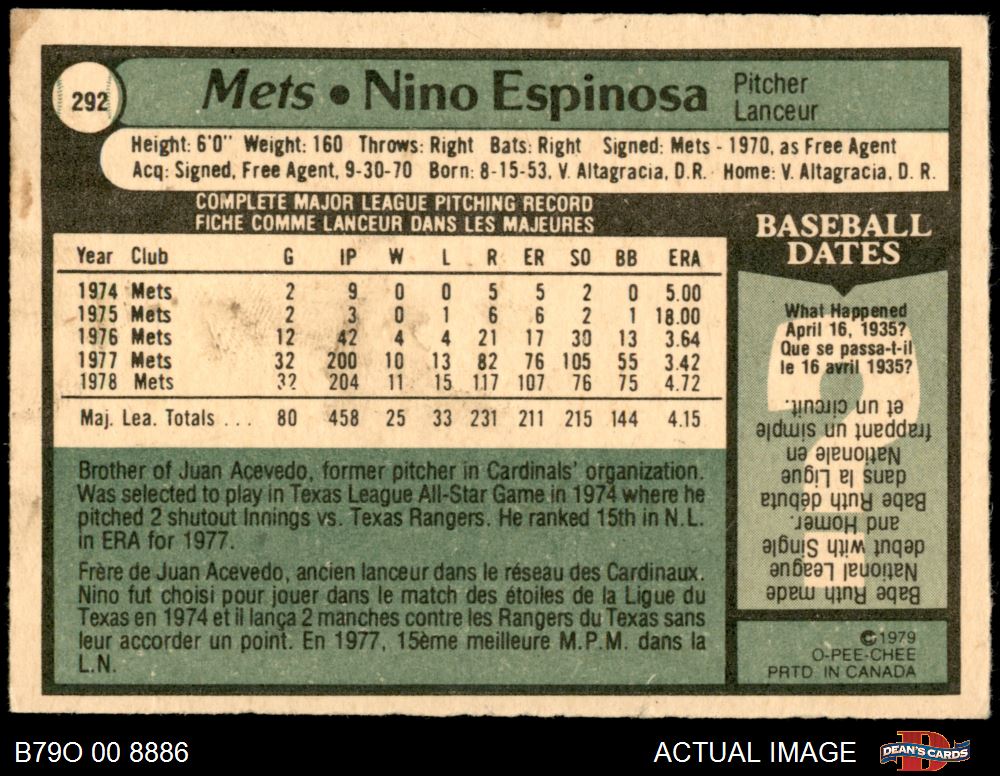 292
Mets • Nino Espinosa
Pitcher
Lanceur
Height: 6'0" Weight: 160 Throws: Right Bats: Right Signed: Mets - 1970, as Free Agent
Acq: Signed, Free Agent, 9-30-70 Born: 8-15-53, V. Altagracia, D.R. Home: V. Altagracia, D. R.
COMPLETE MAJOR LEAGUE PITCHING RECORD
FICHE COMME LANCEUR DANS LES MAJEURES
Year Club G IP W L R ER SO BB ERA
1974 Mets 2 9 0 0 5 5 2 0 5.00
1975 Mets 2 3 0 1 6 6 2 1 18.00
1976 Mets 12 42 4 4 21 17 30 13 3.64
1977 Mets 32 200 10 13 82 76 105 55 3.42
1978 Mets 32 204 11 15 117 107 76 75 4.72
Maj. Lea. Totals . . . 80 458 25 33 231 211 215 144 4.15
Brother of Juan Acevedo, former pitcher in Cardinals' organization.
Was selected to play in Texas League All-Star Game in 1974 where he
pitched 2 shutout Innings vs. Texas Rangers. He ranked 15th in N.L.
in ERA for 1977.
Frère de Juan Acevedo, ancien lanceur dans le réseau des Cardinaux.
Nino fut choisi pour jouer dans le match des étoiles de la Ligue du
Texas en 1974 et il lança 2 manches contre les Rangers du Texas sans
leur accorder un point. En 1977, 15ème meilleure M.P.M. dans la
L.N.
BASEBALL
DATES
What Happened
April 16, 1935?
Que se passa-t-il
le 16 avril 1935?
Babe Ruth made
National League
debut with Single
and Homer.
Babe Ruth débuta
dans la Ligue
Nationale en
frappant un simple
et un circuit.
©1979
O-PEE-CHEE
PRTD IN CANADA
B79O 00 8886
ACTUAL IMAGE
DEAN'S CARDS